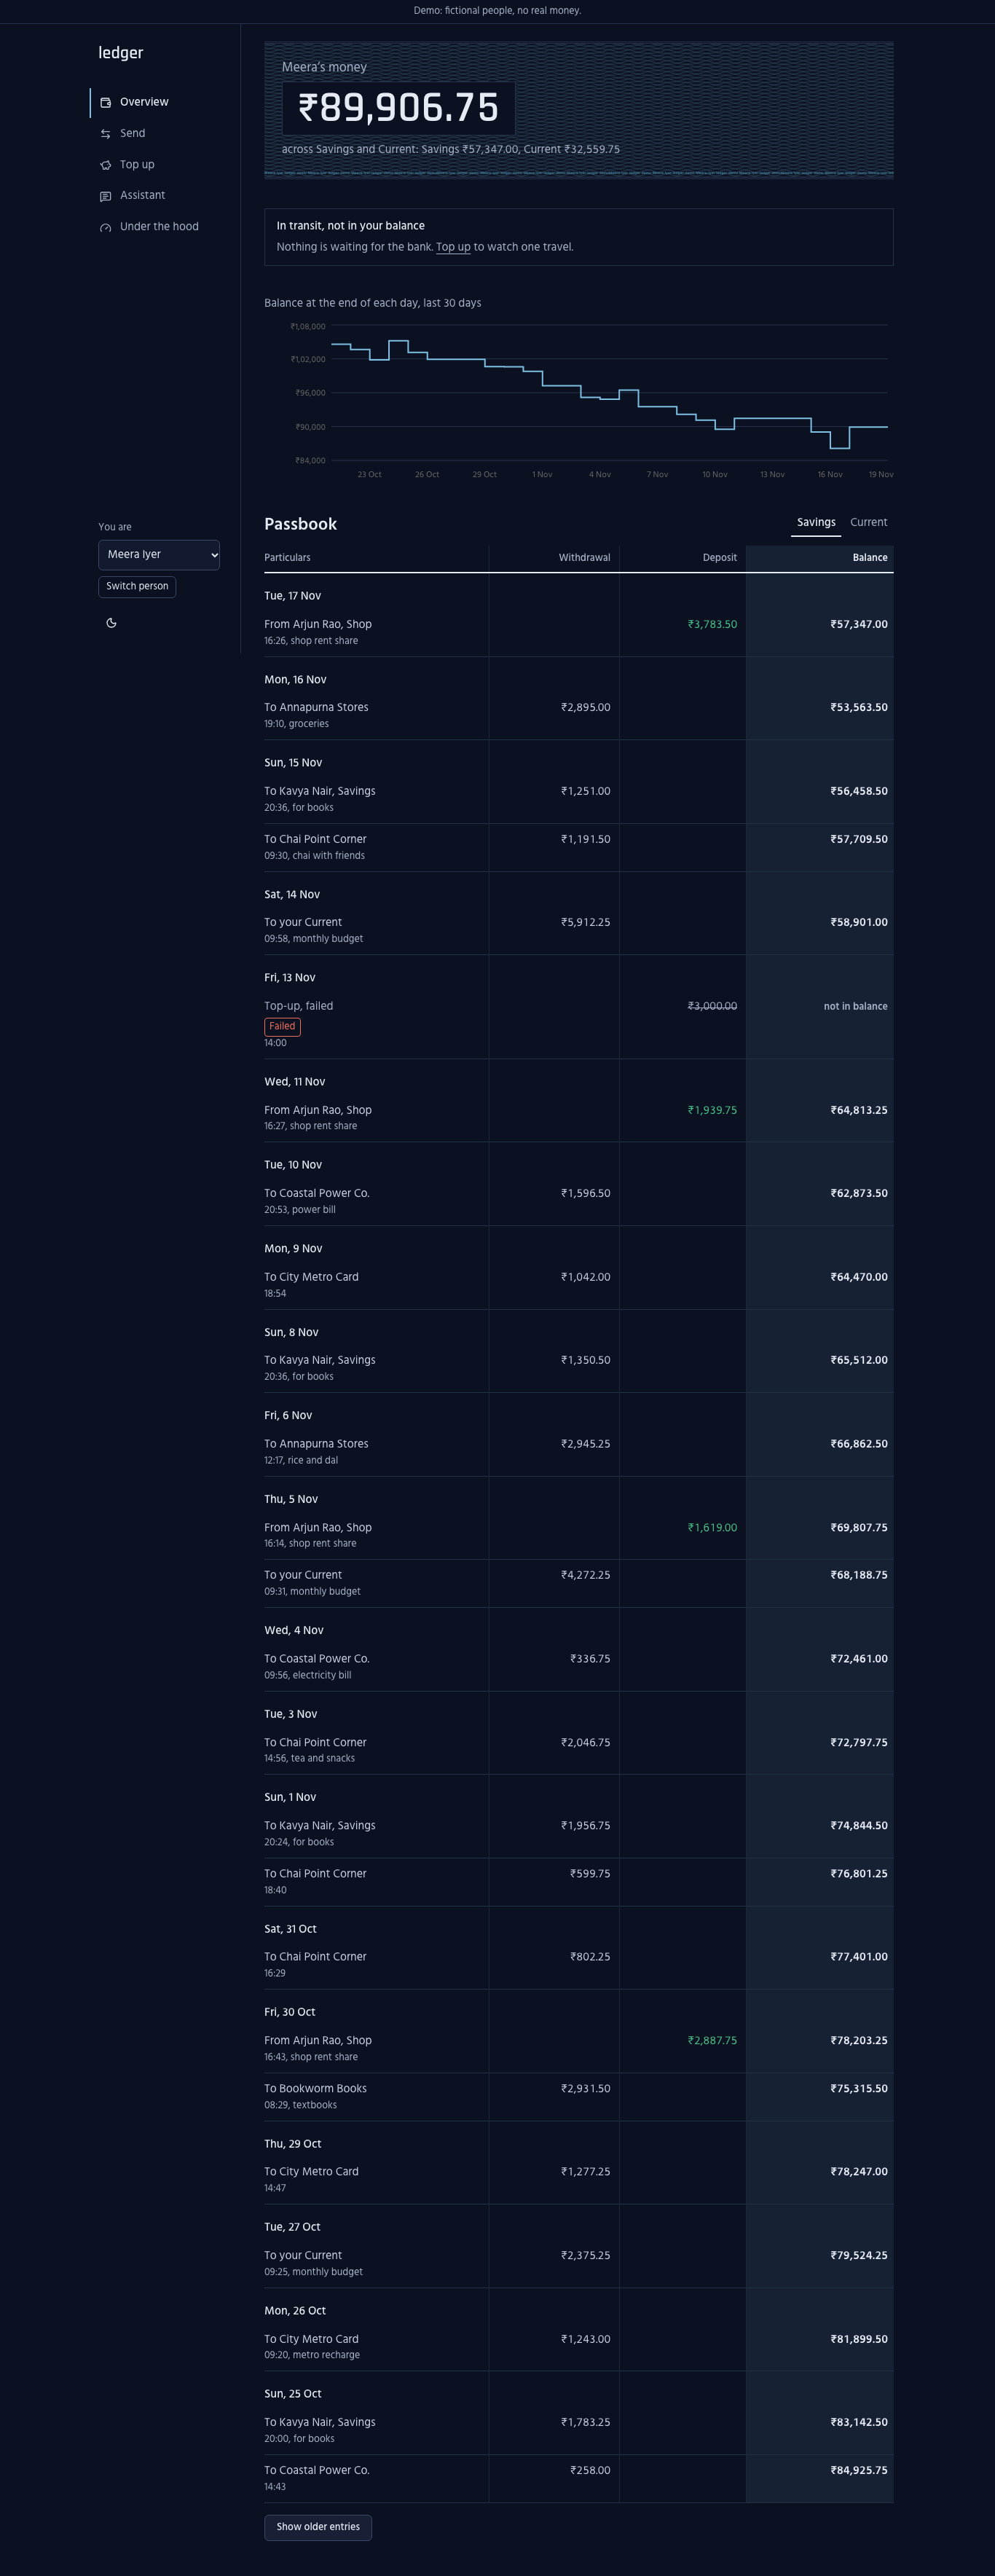 Demo: fictional people, no real money.
ledger
Overview
Send
Top up
Assistant
Under the hood
You are
Meera Iyer
Switch person
Meera's money
₹89,906.75
across Savings and Current: Savings ₹57,347.00, Current ₹32,559.75
In transit, not in your balance
Nothing is waiting for the bank. Top up to watch one travel.
Balance at the end of each day, last 30 days
₹1,08,000
₹1,02,000
₹96,000
₹90,000
₹84,000
23 Oct 26 Oct 29 Oct 1 Nov 4 Nov 7 Nov 10 Nov 13 Nov 16 Nov 19 Nov
Passbook Savings Current
Particulars Withdrawal Deposit Balance
Tue, 17 Nov
From Arjun Rao, Shop ₹3,783.50 ₹57,347.00
16:26, shop rent share
Mon, 16 Nov
To Annapurna Stores ₹2,895.00 ₹53,563.50
19:10, groceries
Sun, 15 Nov
To Kavya Nair, Savings ₹1,251.00 ₹56,458.50
20:36, for books
To Chai Point Corner ₹1,191.50 ₹57,709.50
09:30, chai with friends
Sat, 14 Nov
To your Current ₹5,912.25 ₹58,901.00
09:58, monthly budget
Fri, 13 Nov
Top-up, failed ₹3,000.00 not in balance
Failed
14:00
Wed, 11 Nov
From Arjun Rao, Shop ₹1,939.75 ₹64,813.25
16:27, shop rent share
Tue, 10 Nov
To Coastal Power Co. ₹1,596.50 ₹62,873.50
20:53, power bill
Mon, 9 Nov
To City Metro Card ₹1,042.00 ₹64,470.00
18:54
Sun, 8 Nov
To Kavya Nair, Savings ₹1,350.50 ₹65,512.00
20:36, for books
Fri, 6 Nov
To Annapurna Stores ₹2,945.25 ₹66,862.50
12:17, rice and dal
Thu, 5 Nov
From Arjun Rao, Shop ₹1,619.00 ₹69,807.75
16:14, shop rent share
To your Current ₹4,272.25 ₹68,188.75
09:31, monthly budget
Wed, 4 Nov
To Coastal Power Co. ₹336.75 ₹72,461.00
09:56, electricity bill
Tue, 3 Nov
To Chai Point Corner ₹2,046.75 ₹72,797.75
14:56, tea and snacks
Sun, 1 Nov
To Kavya Nair, Savings ₹1,956.75 ₹74,844.50
20:24, for books
To Chai Point Corner ₹599.75 ₹76,801.25
18:40
Sat, 31 Oct
To Chai Point Corner ₹802.25 ₹77,401.00
16:29
Fri, 30 Oct
From Arjun Rao, Shop ₹2,887.75 ₹78,203.25
16:43, shop rent share
To Bookworm Books ₹2,931.50 ₹75,315.50
08:29, textbooks
Thu, 29 Oct
To City Metro Card ₹1,277.25 ₹78,247.00
14:47
Tue, 27 Oct
To your Current ₹2,375.25 ₹79,524.25
09:25, monthly budget
Mon, 26 Oct
To City Metro Card ₹1,243.00 ₹81,899.50
09:20, metro recharge
Sun, 25 Oct
To Kavya Nair, Savings ₹1,783.25 ₹83,142.50
20:00, for books
To Coastal Power Co. ₹258.00 ₹84,925.75
14:43
Show older entries